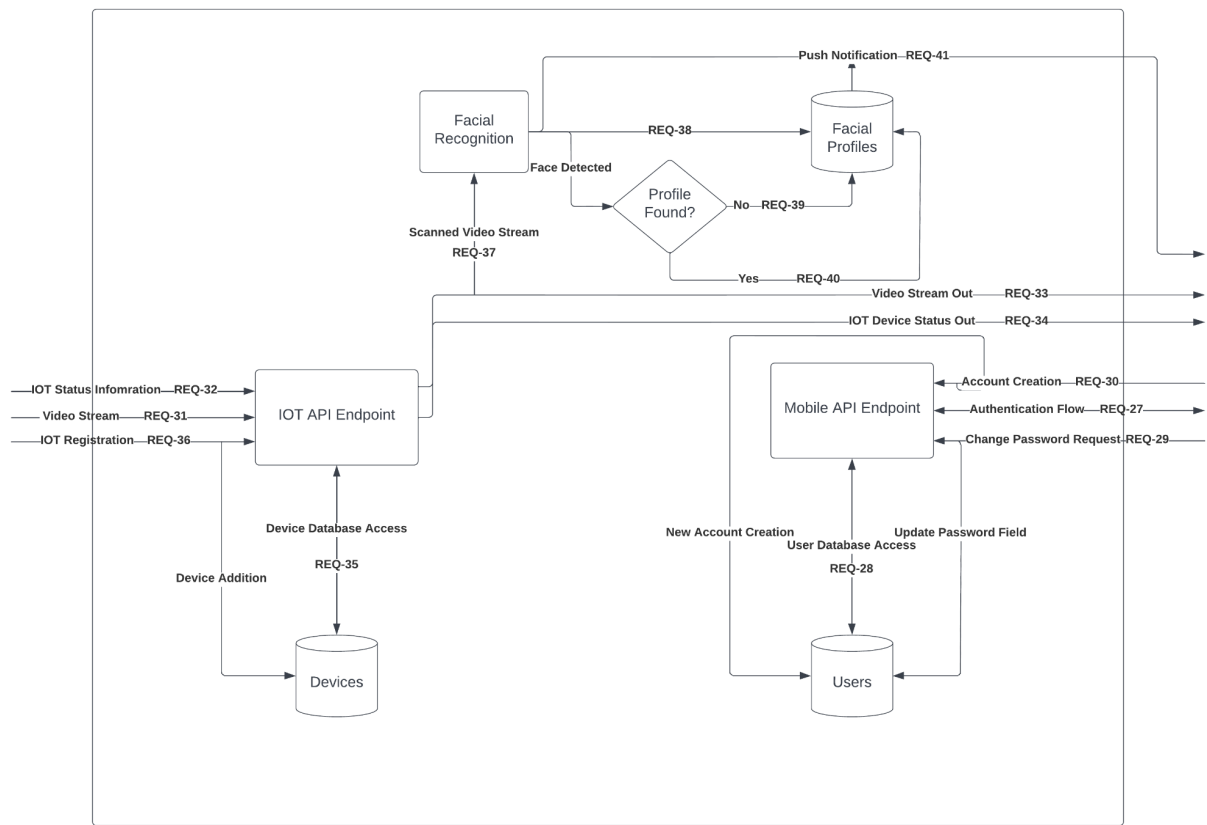 Push Notification REQ-41
Facial
Recognition
REQ-38
Facial
Profiles
Face Detected
Profile
Found?
No REQ-39
Scanned Video Stream
REQ-37
Yes REQ-40
Video Stream Out REQ-33
IOT Device Status Out REQ-34
IOT Status Infomration REQ-32
Video Stream REQ-31
IOT Registration REQ-36
IOT API Endpoint
Mobile API Endpoint
Account Creation REQ-30
Authentication Flow REQ-27
Change Password Request REQ-29
Device Database Access
REQ-35
Device Addition
New Account Creation
User Database Access
REQ-28
Update Password Field
Devices
Users